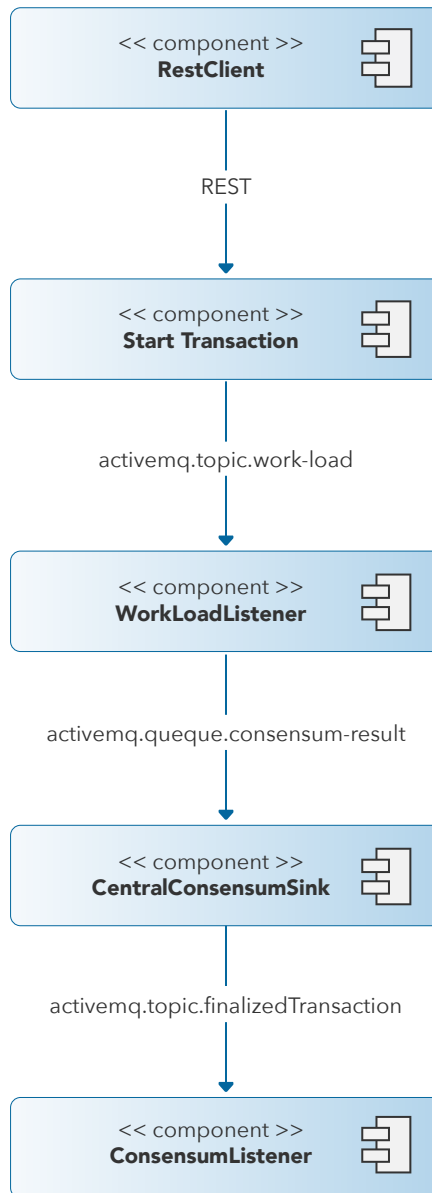 << component >>
RestClient
REST
<< component >>
Start Transaction
activemq.topic.work-load
<< component >>
WorkLoadListener
activemq.queque.consensum-result
<< component >>
CentralConsensumSink
activemq.topic.finalizedTransaction
<< component >>
ConsensumListener